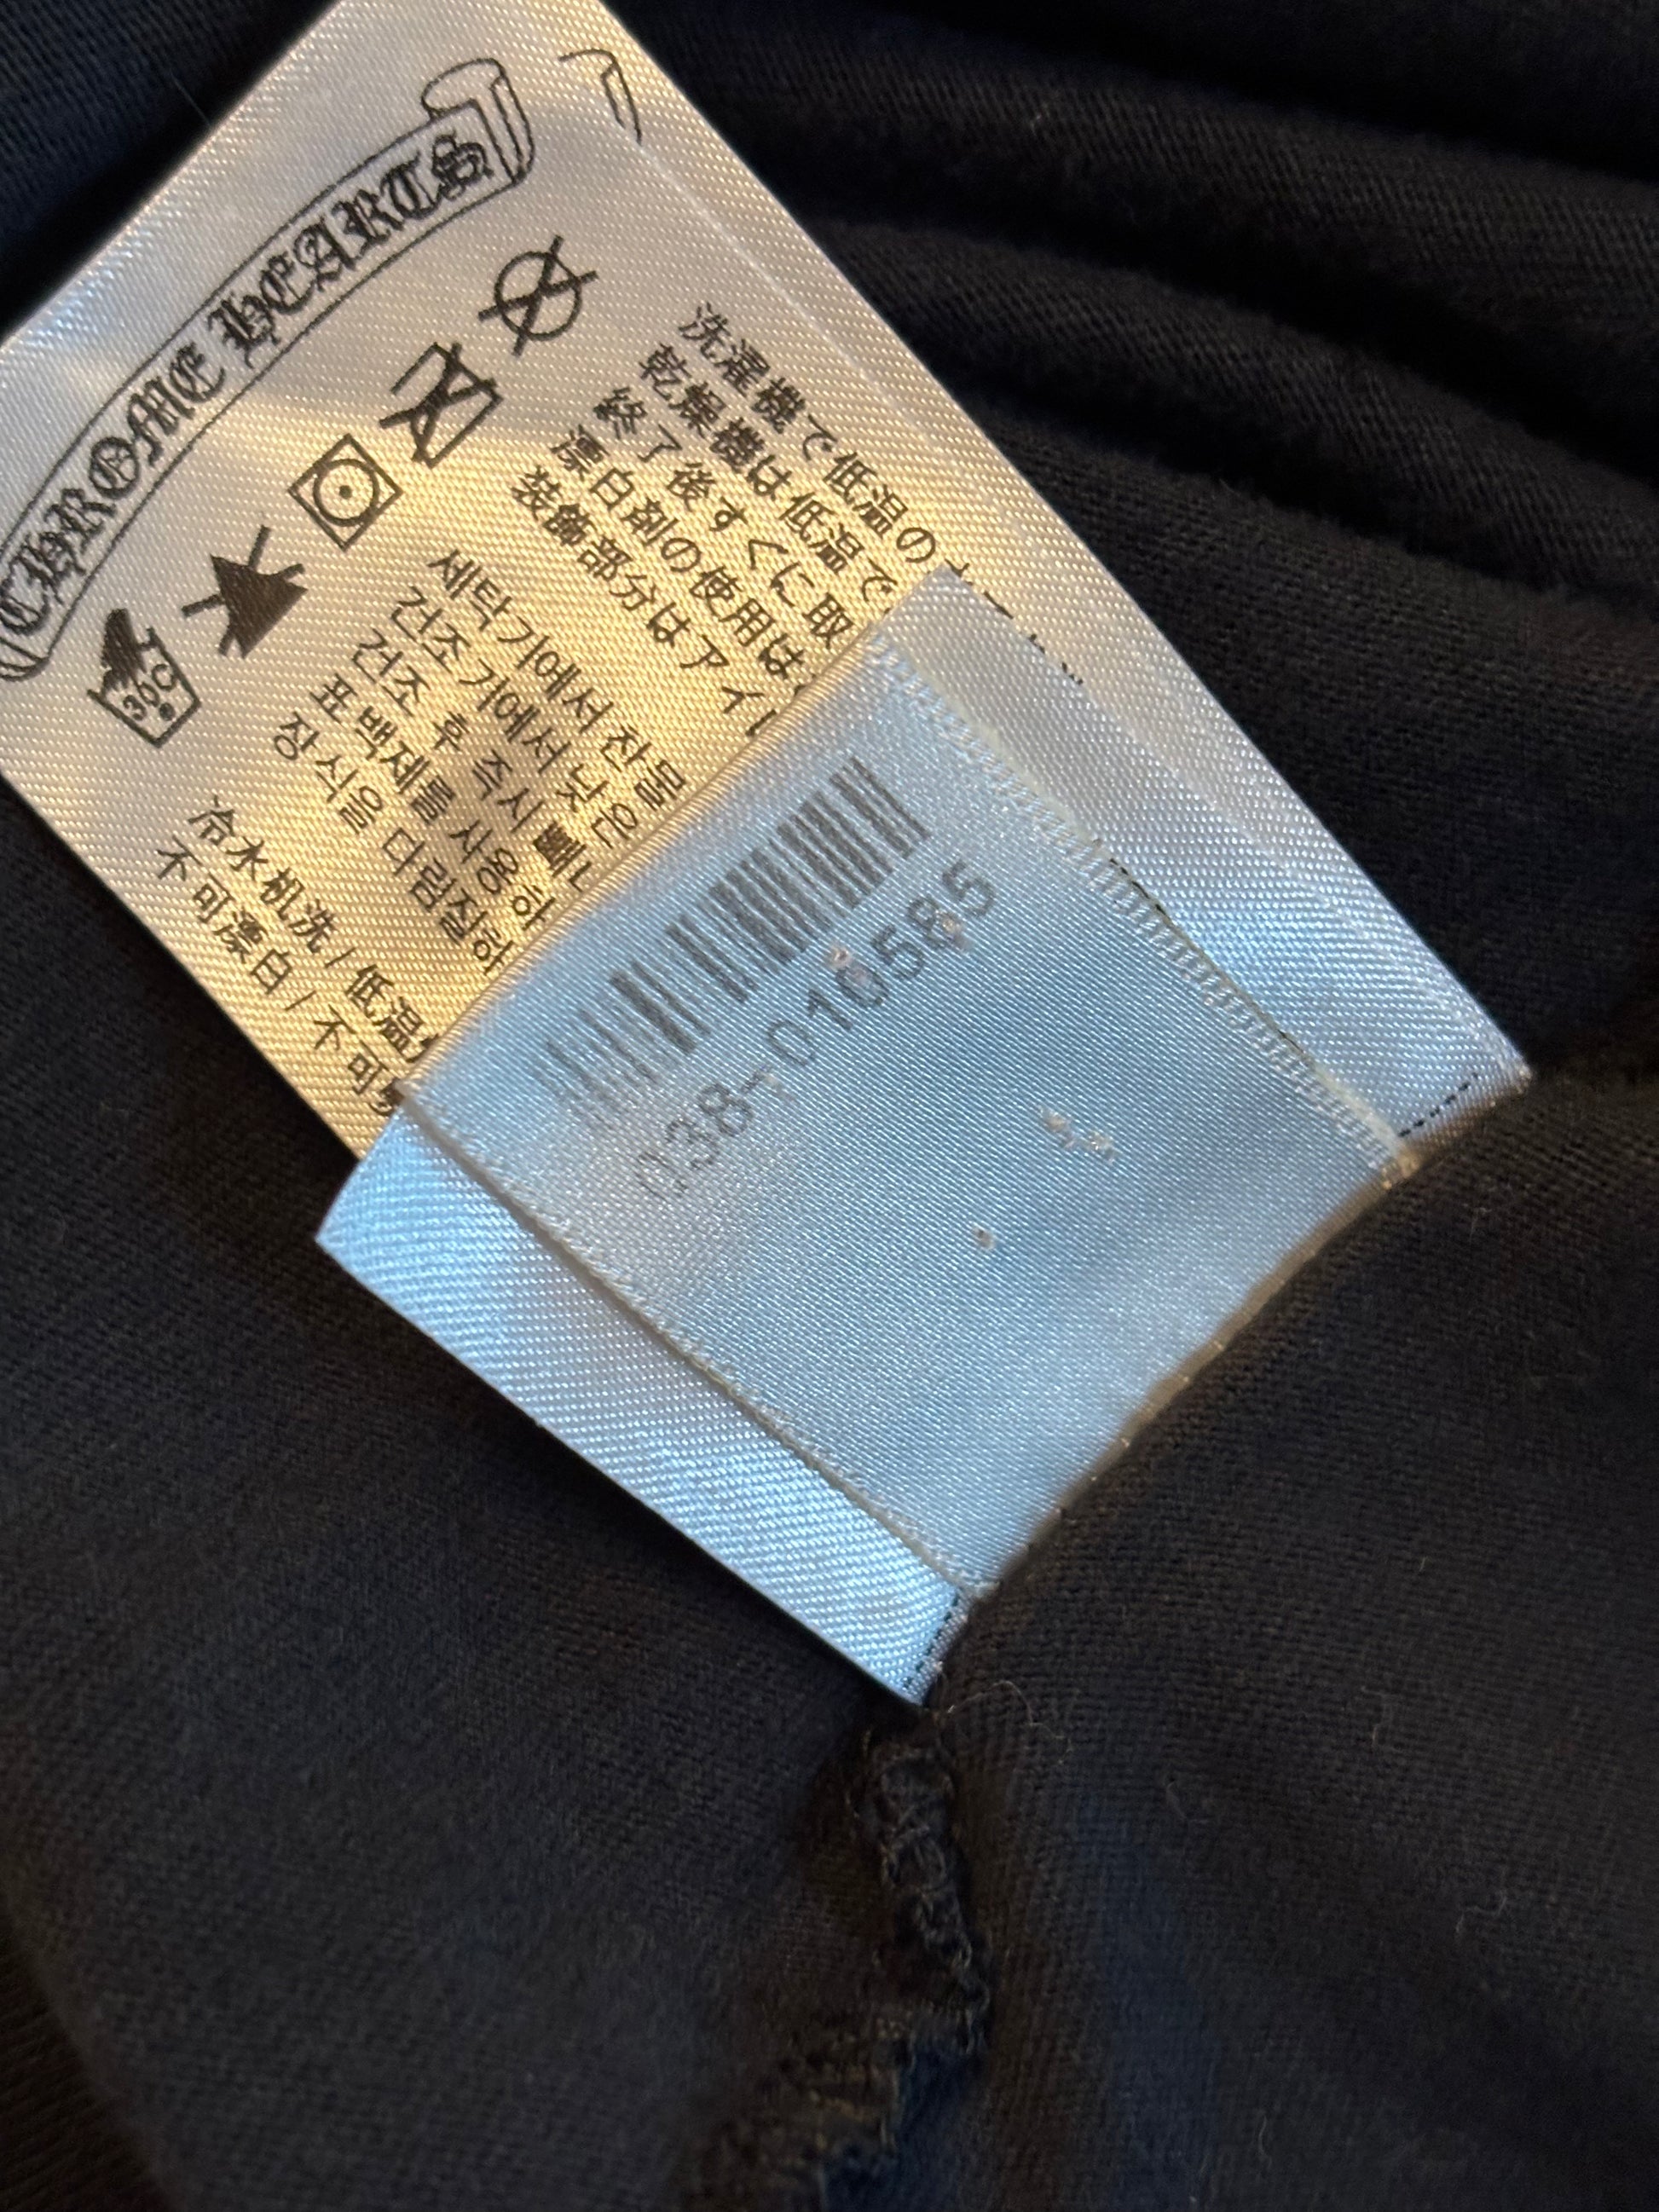 CHROME HEARTS
30C
洗濯機で低温の
乾燥機は低温で
終了後すぐに取
漂白剤の使用は
装飾部分はアイ
세탁기에서 찬물
건조기에서 낮은
건조 후 즉시 빼
표백제를 사용하
장식을 다림질하
冷水机洗/低温
不可漂白/不可
038-010585